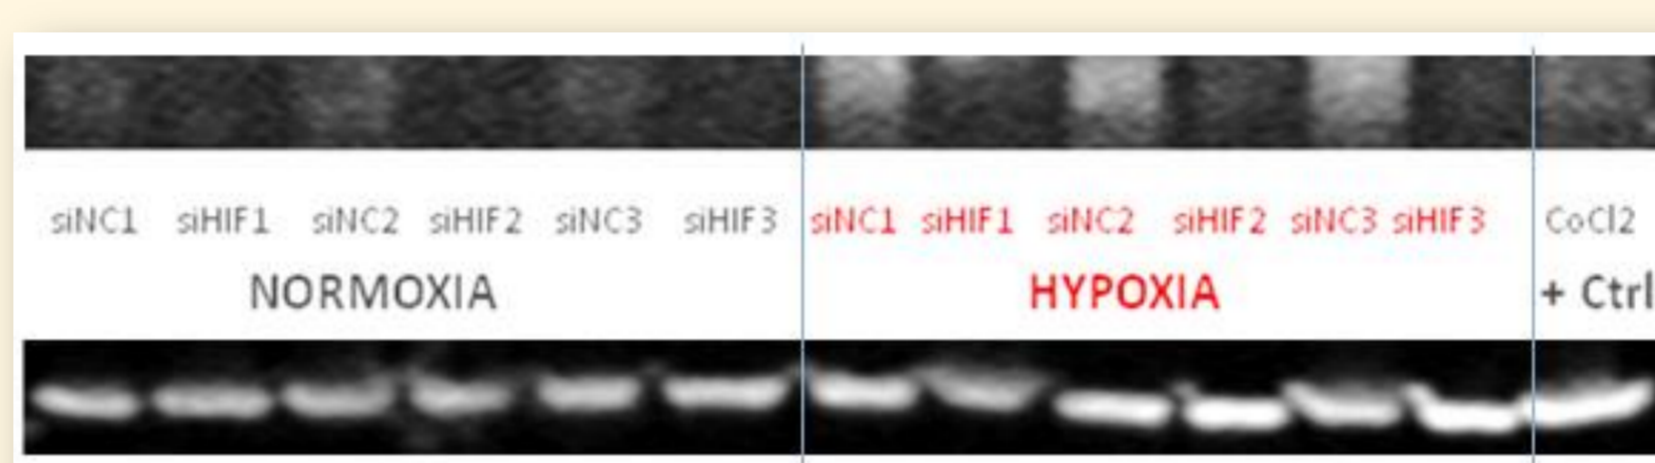 siNC1 siHIF1 siNC2 siHIF2 siNC3 siHIF3 siNC1 siHIF1 siNC2 siHIF2 siNC3 siHIF3 CoCl2
NORMOXIA HYPOXIA + Ctrl